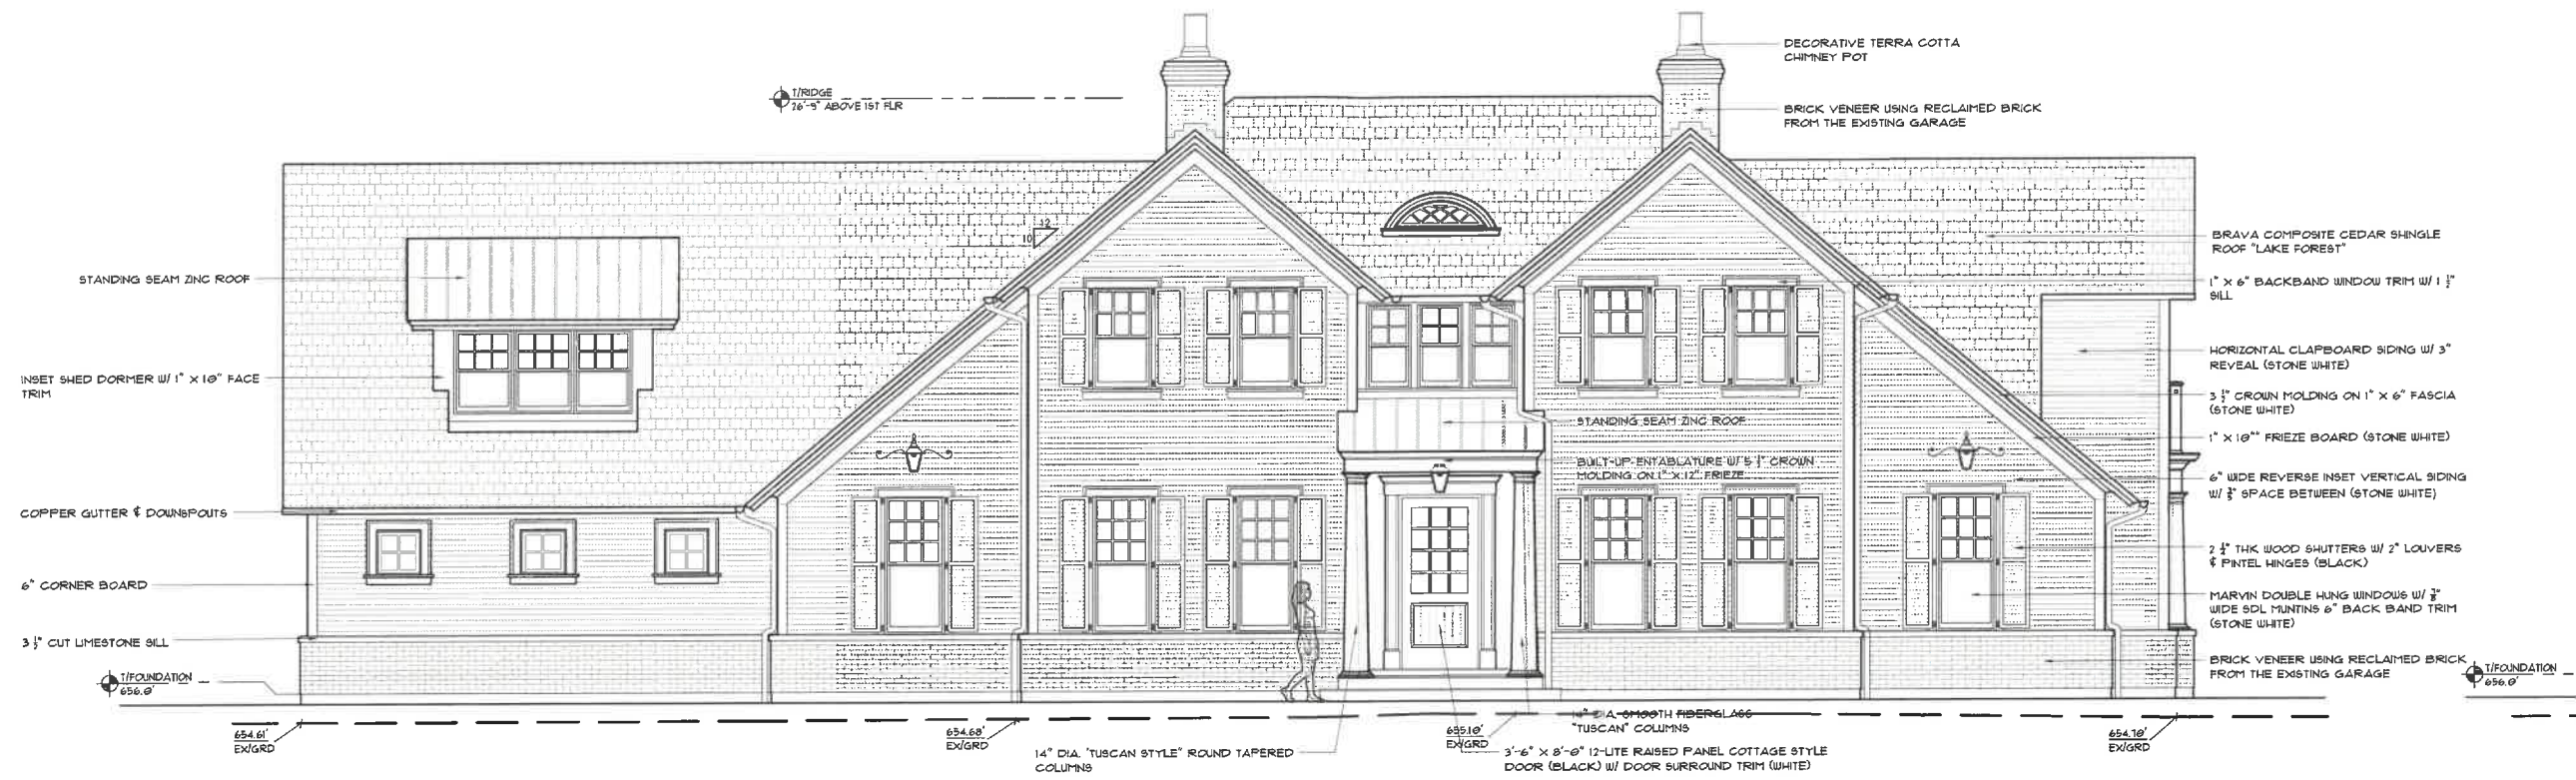 DECORATIVE TERRA COTTA
CHIMNEY POT
T/RIDGE
26'-9" ABOVE 1ST FLR
BRICK VENEER USING RECLAIMED BRICK
FROM THE EXISTING GARAGE
12
10
STANDING SEAM ZINC ROOF
INSET SHED DORMER W/ 1" X 10" FACE
TRIM
COPPER GUTTER & DOWNSPOUTS
6" CORNER BOARD
3 ½" CUT LIMESTONE SILL
T/FOUNDATION
656.0'
BRAVA COMPOSITE CEDAR SHINGLE
ROOF "LAKE FOREST"
1" X 6" BACKBAND WINDOW TRIM W/ 1 ½"
SILL
HORIZONTAL CLAPBOARD SIDING W/ 3"
REVEAL (STONE WHITE)
3 ½" CROWN MOLDING ON 1" X 6" FASCIA
(STONE WHITE)
1" X 10"" FRIEZE BOARD (STONE WHITE)
6" WIDE REVERSE INSET VERTICAL SIDING
W/ SPACE BETWEEN (STONE WHITE)
2 ¼" THK WOOD SHUTTERS W/ 2" LOUVERS
& PINTEL HINGES (BLACK)
MARVIN DOUBLE HUNG WINDOWS W/ ⅞"
WIDE SDL MUNTINS 6" BACK BAND TRIM
(STONE WHITE)
BRICK VENEER USING RECLAIMED BRICK
FROM THE EXISTING GARAGE
T/FOUNDATION
656.0'
STANDING SEAM ZINC ROOF
BUILT-UP ENTABLATURE W/ 5 CROWN
MOLDING ON 1" X 12" FRIEZE
654.61'
EX/GRD
654.68'
EX/GRD
655.10'
EX/GRD
654.70'
EX/GRD
14" DIA. SMOOTH FIBERGLASS
"TUSCAN" COLUMNS
14" DIA. "TUSCAN STYLE" ROUND TAPERED
COLUMNS
3'-6" X 8'-0" 12-LITE RAISED PANEL COTTAGE STYLE
DOOR (BLACK) W/ DOOR SURROUND TRIM (WHITE)